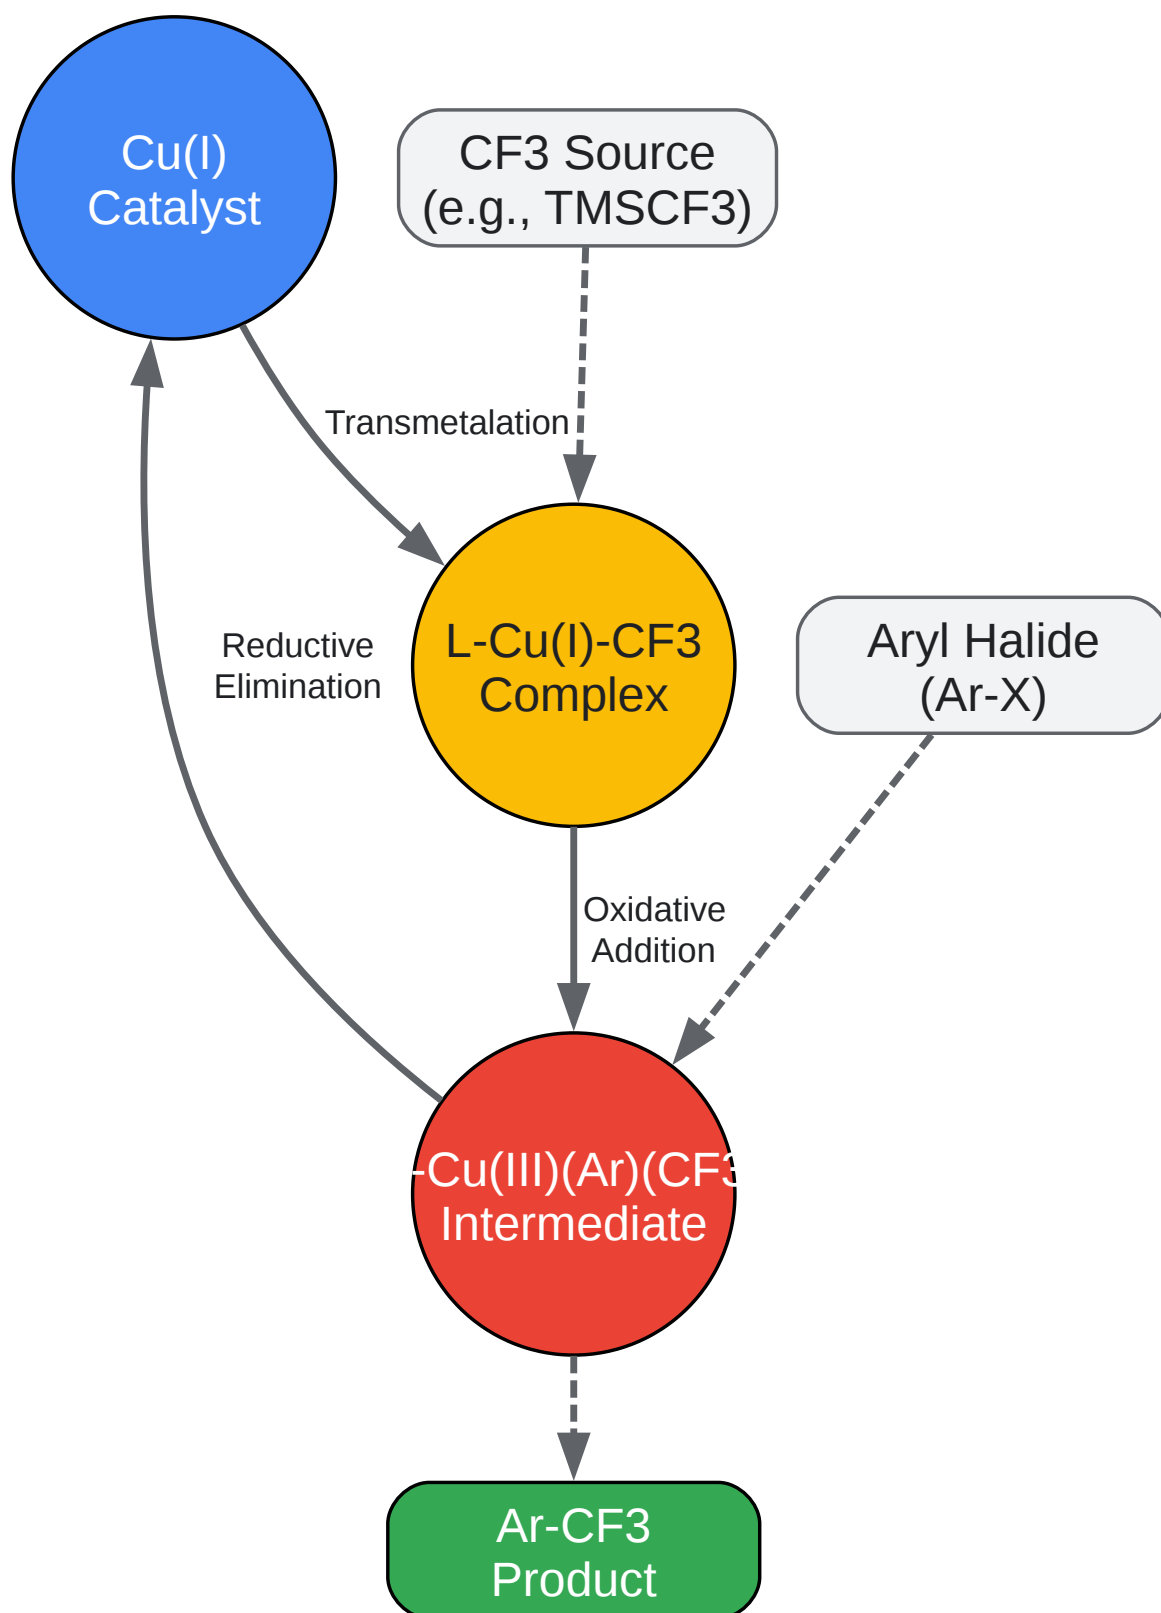 Cu(I)
Catalyst
CF3 Source
(e.g., TMSCF3)
Transmetalation
Reductive
Elimination
L-Cu(I)-CF3
Complex
Aryl Halide
(Ar-X)
Oxidative
Addition
-Cu(III)(Ar)(CF3
Intermediate
Ar-CF3
Product